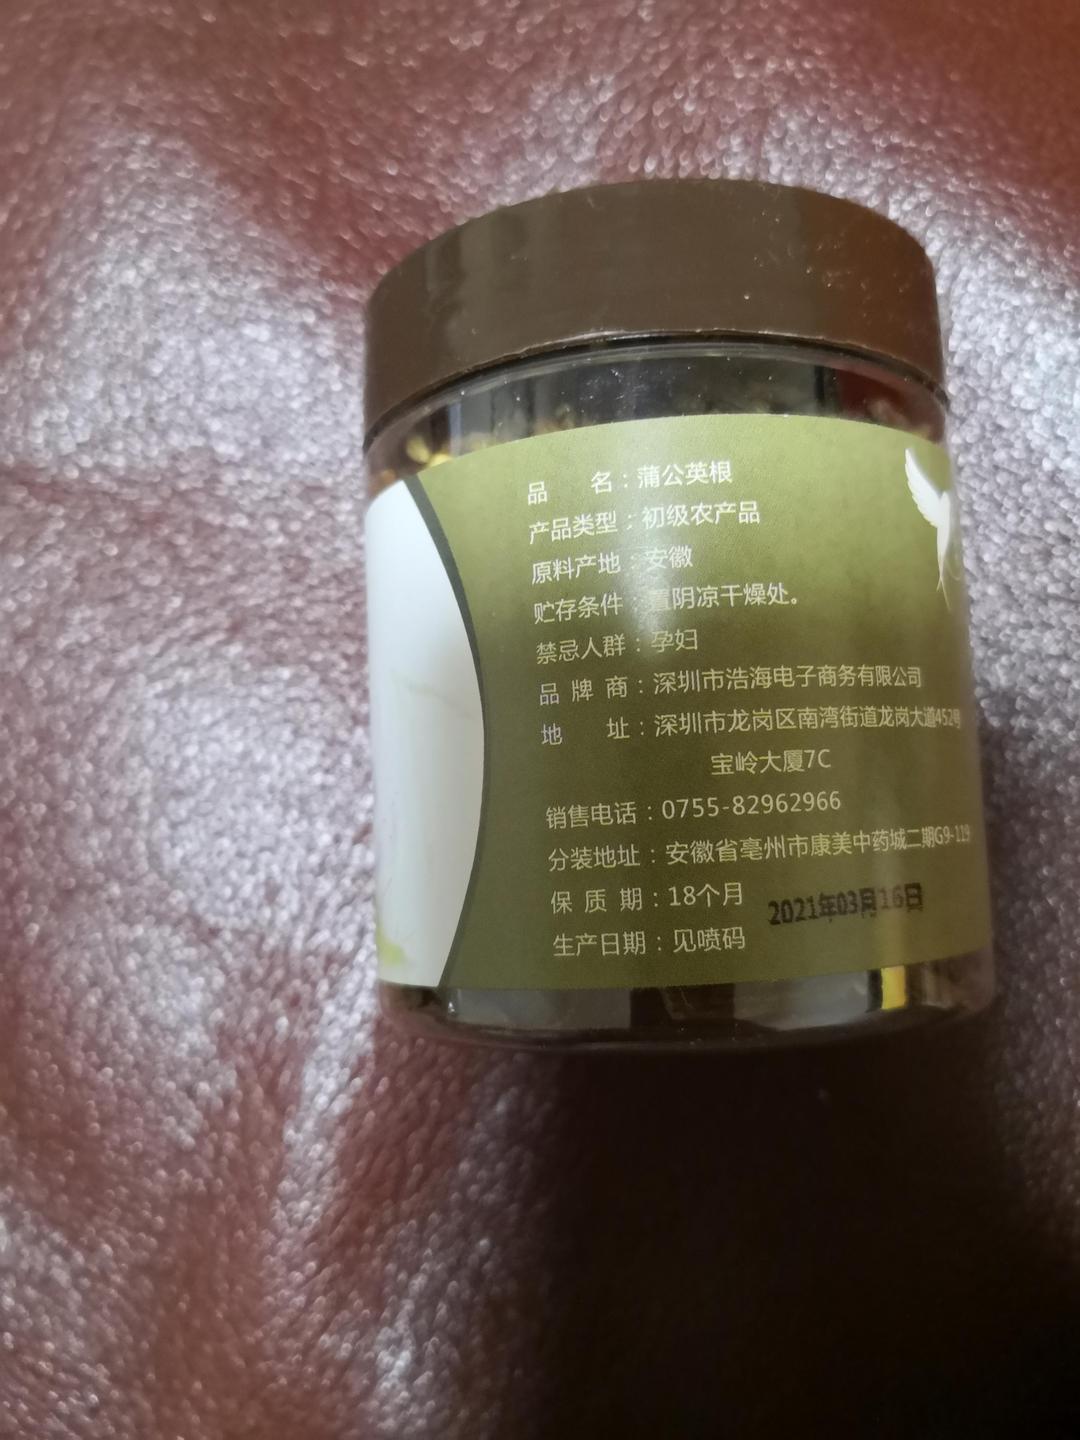 品 名：蒲公英根
产品类型：初级农产品
原料产地：安徽
贮存条件：置阴凉干燥处。
禁忌人群：孕妇
品 牌 商：深圳市浩海电子商务有限公司
地 址：深圳市龙岗区南湾街道龙岗大道452号
宝岭大厦7C
销售电话：0755-82962966
分装地址：安徽省亳州市康美中药城二期G9-119
保 质 期：18个月
2021年03月16日
生产日期：见喷码